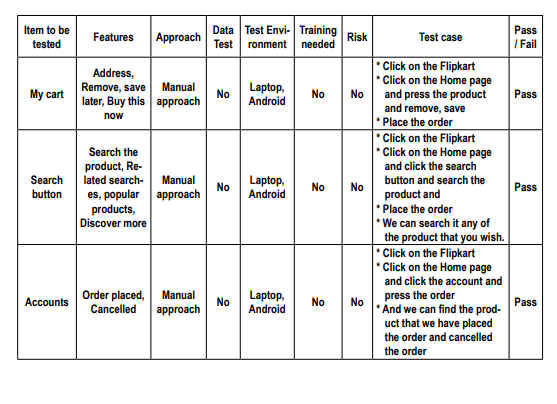 Item to be tested | Features | Approach | Data Test | Test Envi-ronment | Training needed | Risk | Test case | Pass / Fail
My cart | Address, Remove, save later, Buy this now | Manual approach | No | Laptop, Android | No | No | * Click on the Flipkart
* Click on the Home page
and press the product
and remove, save
* Place the order | Pass
Search button | Search the product, Re-lated search-es, popular products, Discover more | Manual approach | No | Laptop, Android | No | No | * Click on the Flipkart
* Click on the Home page
and click the search
button and search the
product and
* Place the order
* We can search it any of
the product that you wish. | Pass
Accounts | Order placed, Cancelled | Manual approach | No | Laptop, Android | No | No | * Click on the Flipkart
* Click on the Home page
and click the account and
press the order
* And we can find the prod-
uct that we have placed
the order and cancelled
the order | Pass